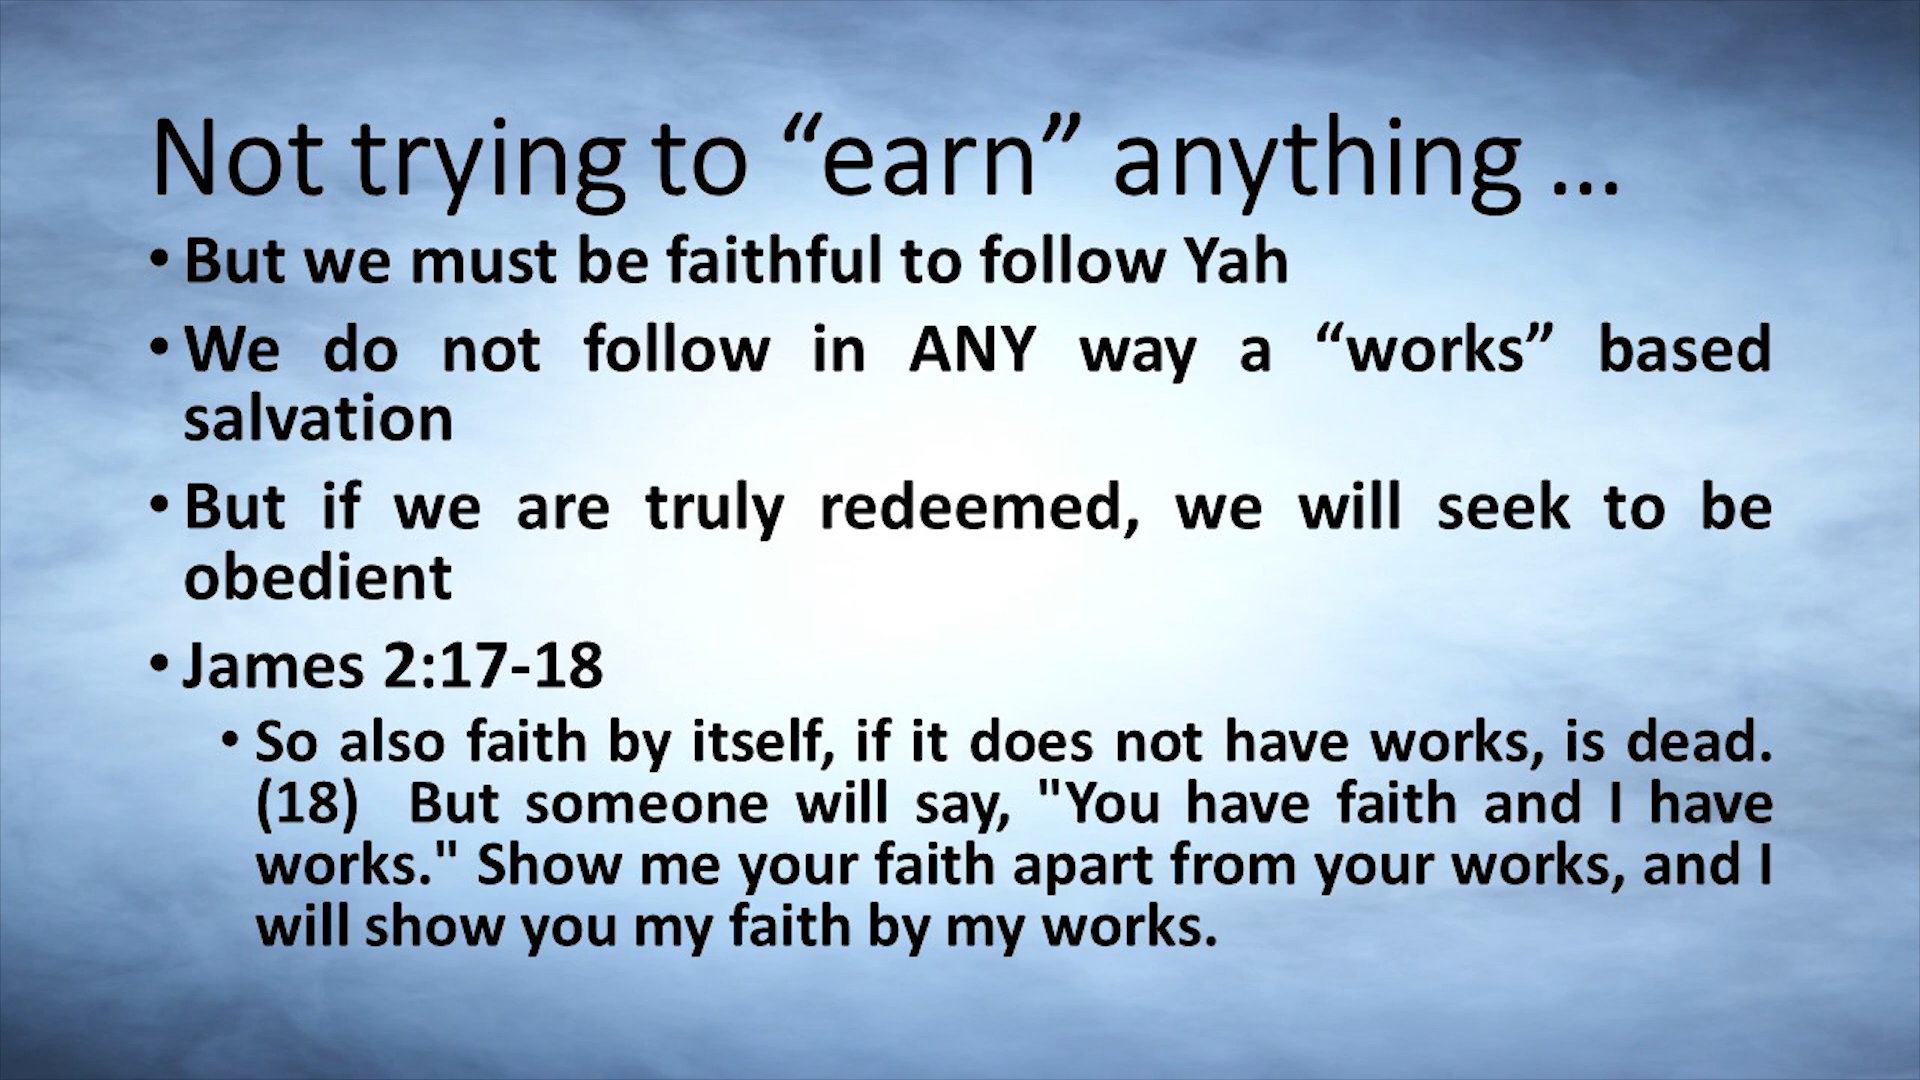 Not trying to “earn” anything …
• But we must be faithful to follow Yah
• We do not follow in ANY way a “works” based
salvation
• But if we are truly redeemed, we will seek to be
obedient
• James 2:17-18
• So also faith by itself, if it does not have works, is dead.
(18) But someone will say, "You have faith and I have
works." Show me your faith apart from your works, and I
will show you my faith by my works.